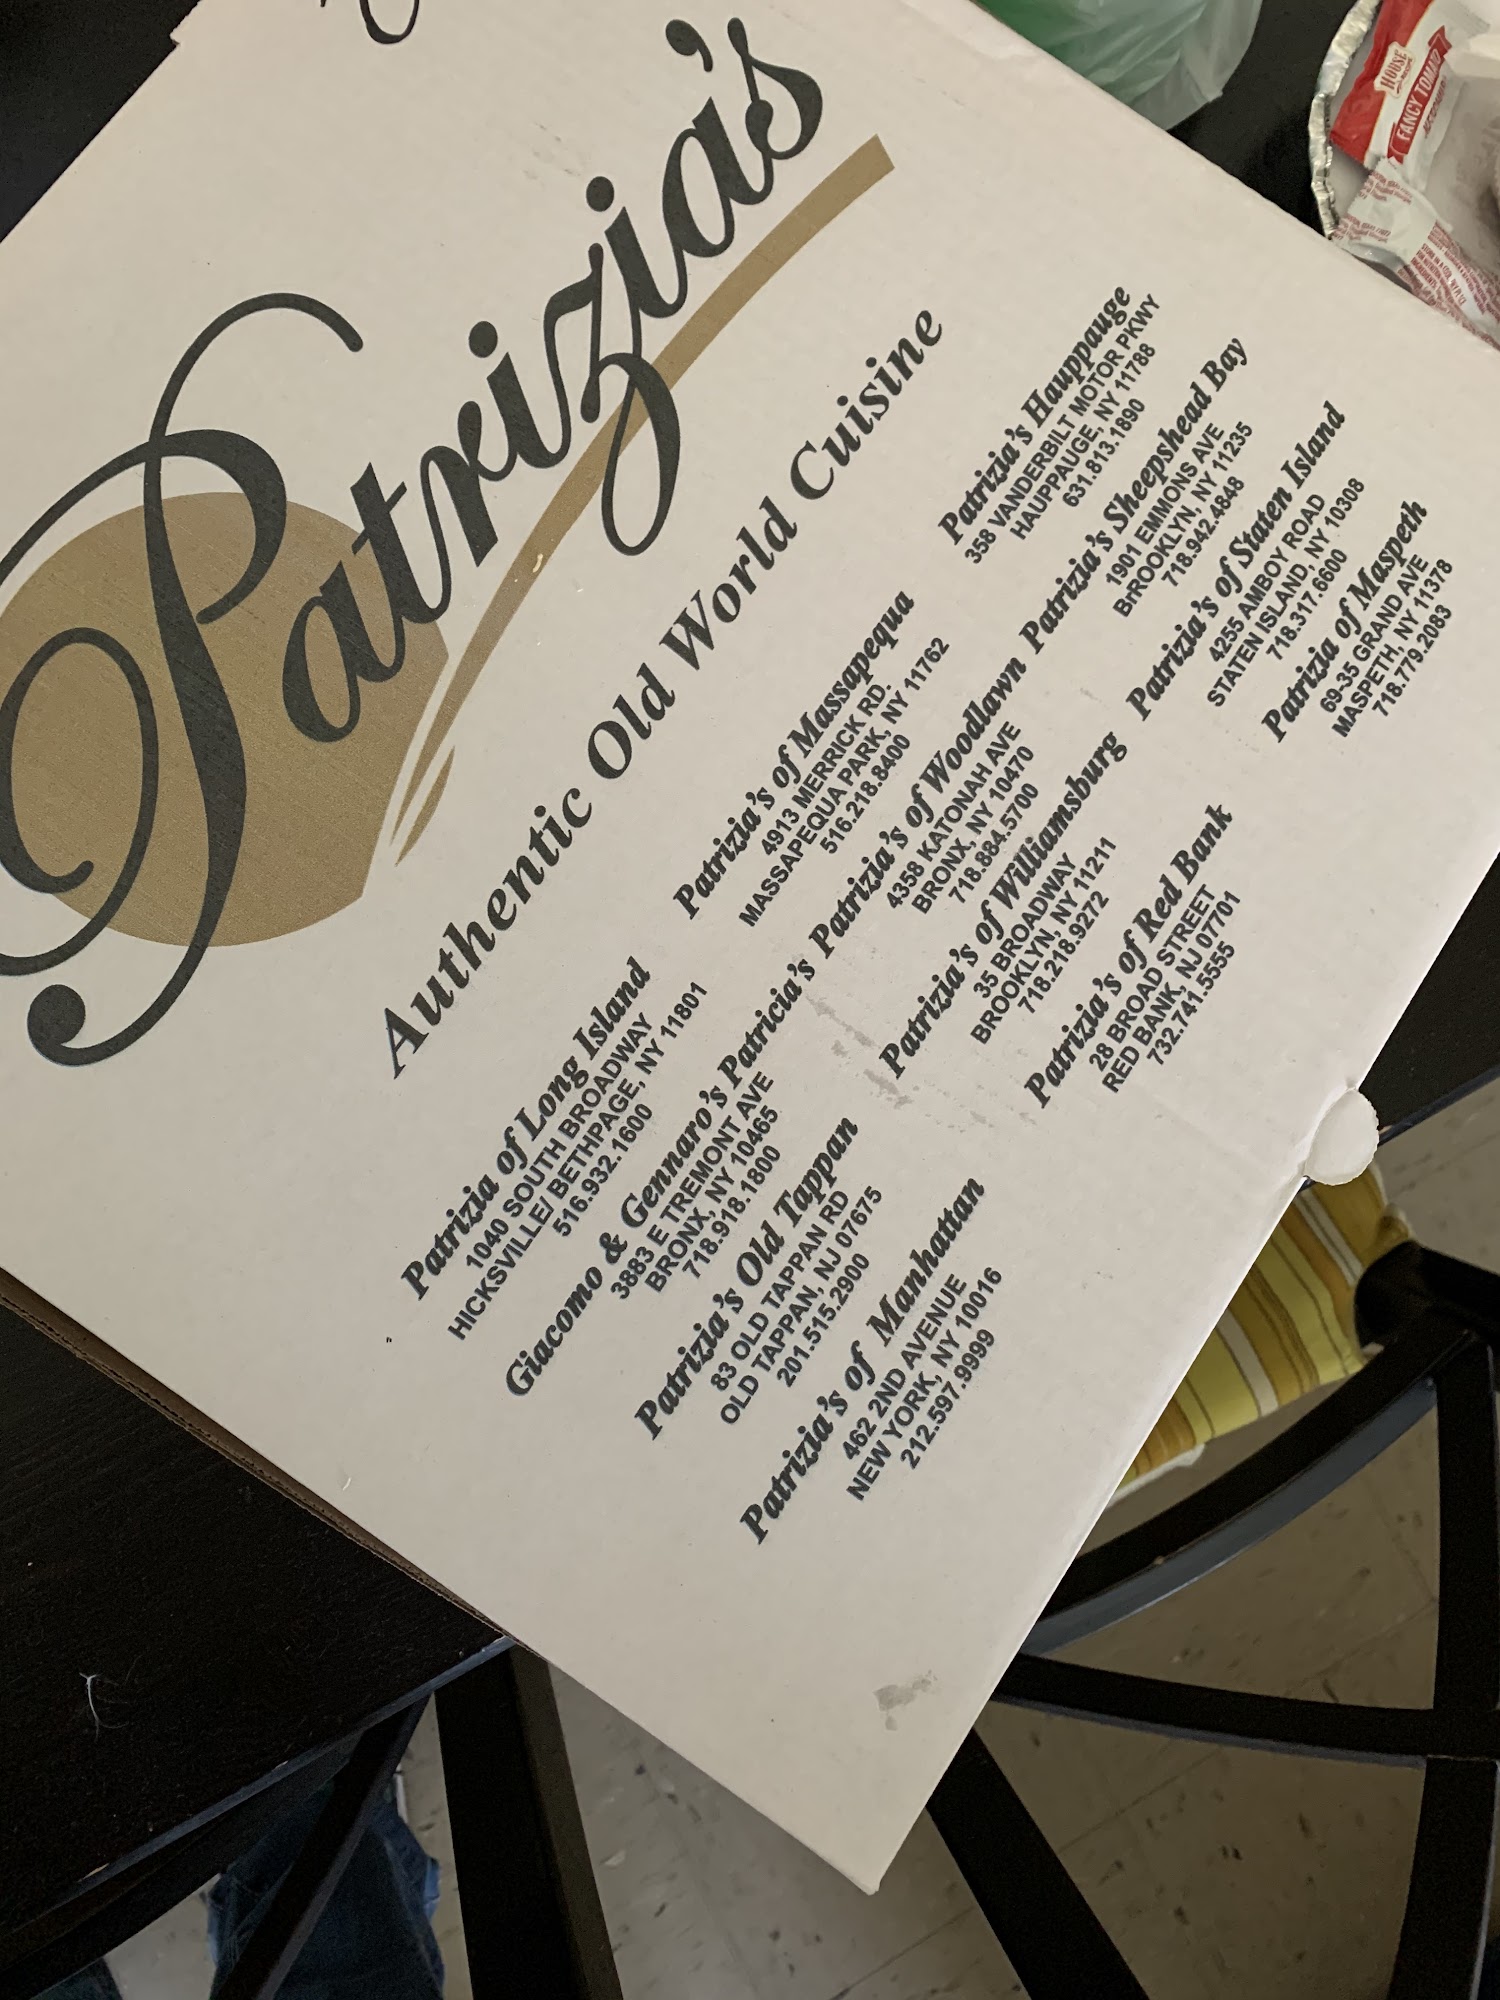 Patrizia's
Authentic Old World Cuisine
Patrizia of Long Island
1040 SOUTH BROADWAY
HICKSVILLE/ BETHPAGE, NY 11801
516.932.1600
Patrizia's of Massapequa
4913 MERRICK RD,
MASSAPEQUA PARK, NY 11762
516.218.8400
Patrizia's Hauppauge
358 VANDERBILT MOTOR PKWY
HAUPPAUGE, NY 11788
631.813.1890
Giacomo & Gennaro's Patricia's
3883 E TREMONT AVE
BRONX, NY 10465
718.918.1800
Patrizia's of Woodlawn
4358 KATONAH AVE
BRONX, NY 10470
718.884.5700
Patrizia's Sheepshead Bay
1901 EMMONS AVE
BrROOKLYN, NY 11235
718.942.4848
Patrizia's Old Tappan
83 OLD TAPPAN RD
OLD TAPPAN, NJ 07675
201.515.2900
Patrizia's of Williamsburg
35 BROADWAY
BROOKLYN, NY 11211
718.218.9272
Patrizia's of Staten Island
4255 AMBOY ROAD
STATEN ISLAND, NY 10308
718.317.6600
Patrizia's of Manhattan
462 2ND AVENUE
NEW YORK, NY 10016
212.597.9999
Patrizia's of Red Bank
28 BROAD STREET
RED BANK, NJ 07701
732.741.5555
Patrizia of Maspeth
69-35 GRAND AVE
MASPETH, NY 11378
718.779.2083
HOUSE
FANCY